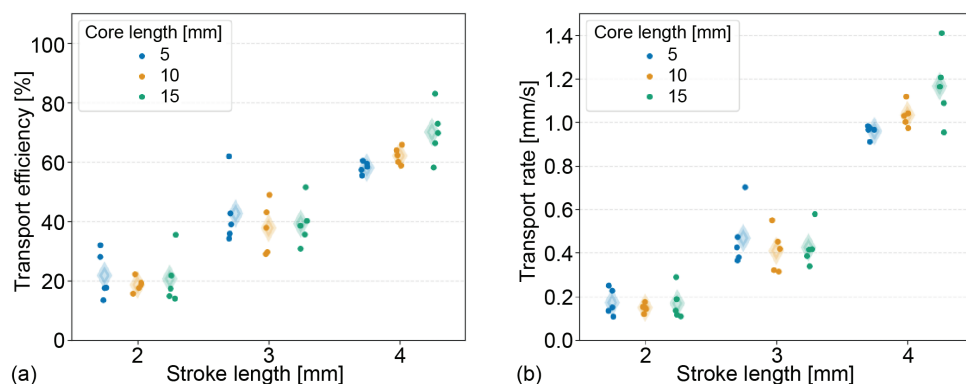 Transport efficiency [%]
100
80
60
40
20
0
Core length [mm]
5
10
15
2 3 4
Stroke length [mm]
(a)
Transport rate [mm/s]
1.4
1.2
1.0
0.8
0.6
0.4
0.2
0.0
Core length [mm]
5
10
15
2 3 4
Stroke length [mm]
(b)